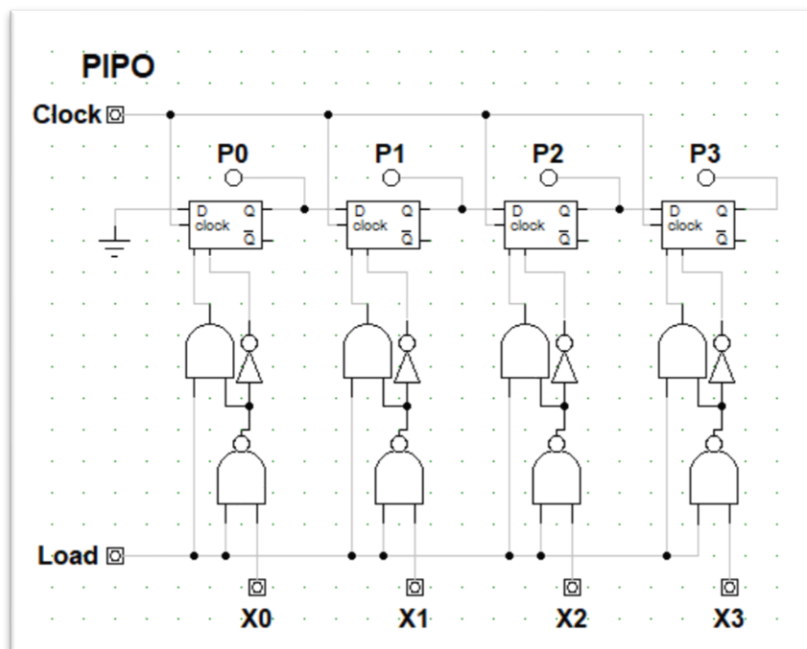 PIPO
Clock
P0 P1 P2 P3
D Q D Q D Q D Q
clock clock clock clock
Q̅ Q̅ Q̅ Q̅
Load
X0 X1 X2 X3